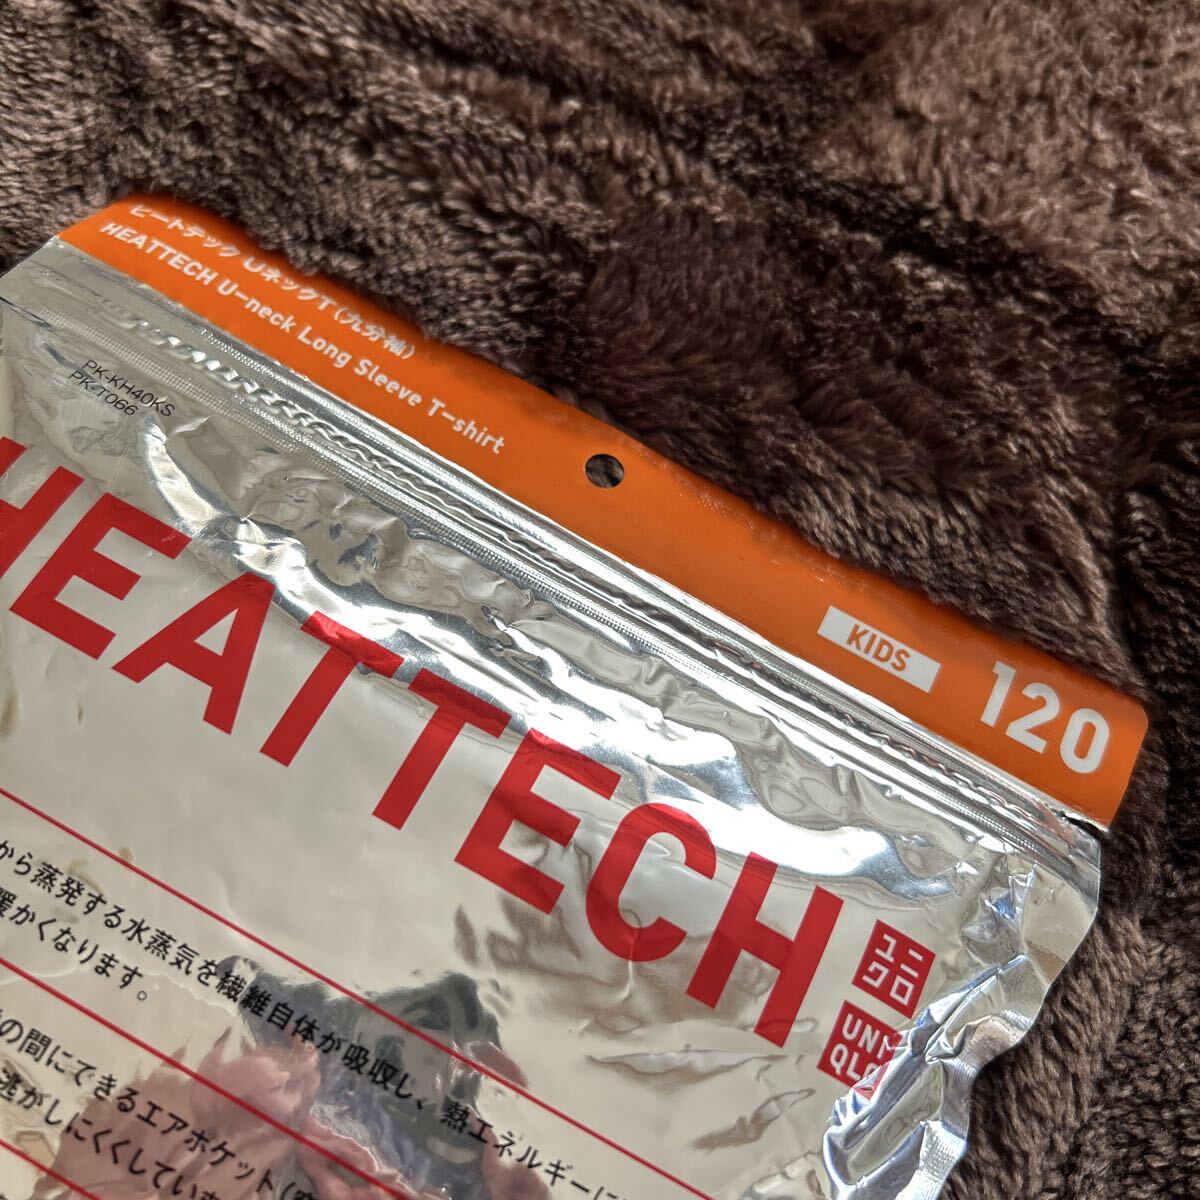 ヒートテック UネックT(九分袖)
HEATTECH U-neck Long Sleeve T-shirt
KIDS
120
PK-KH40KS
PK-T066
HEATTECH
ユニ
クロ
UNI
QLO
から蒸発する水蒸気を繊維自体が吸収し、熱エネルギーに
暖かくなります。
の間にできるエアポケット(空
逃がしにくくしていま